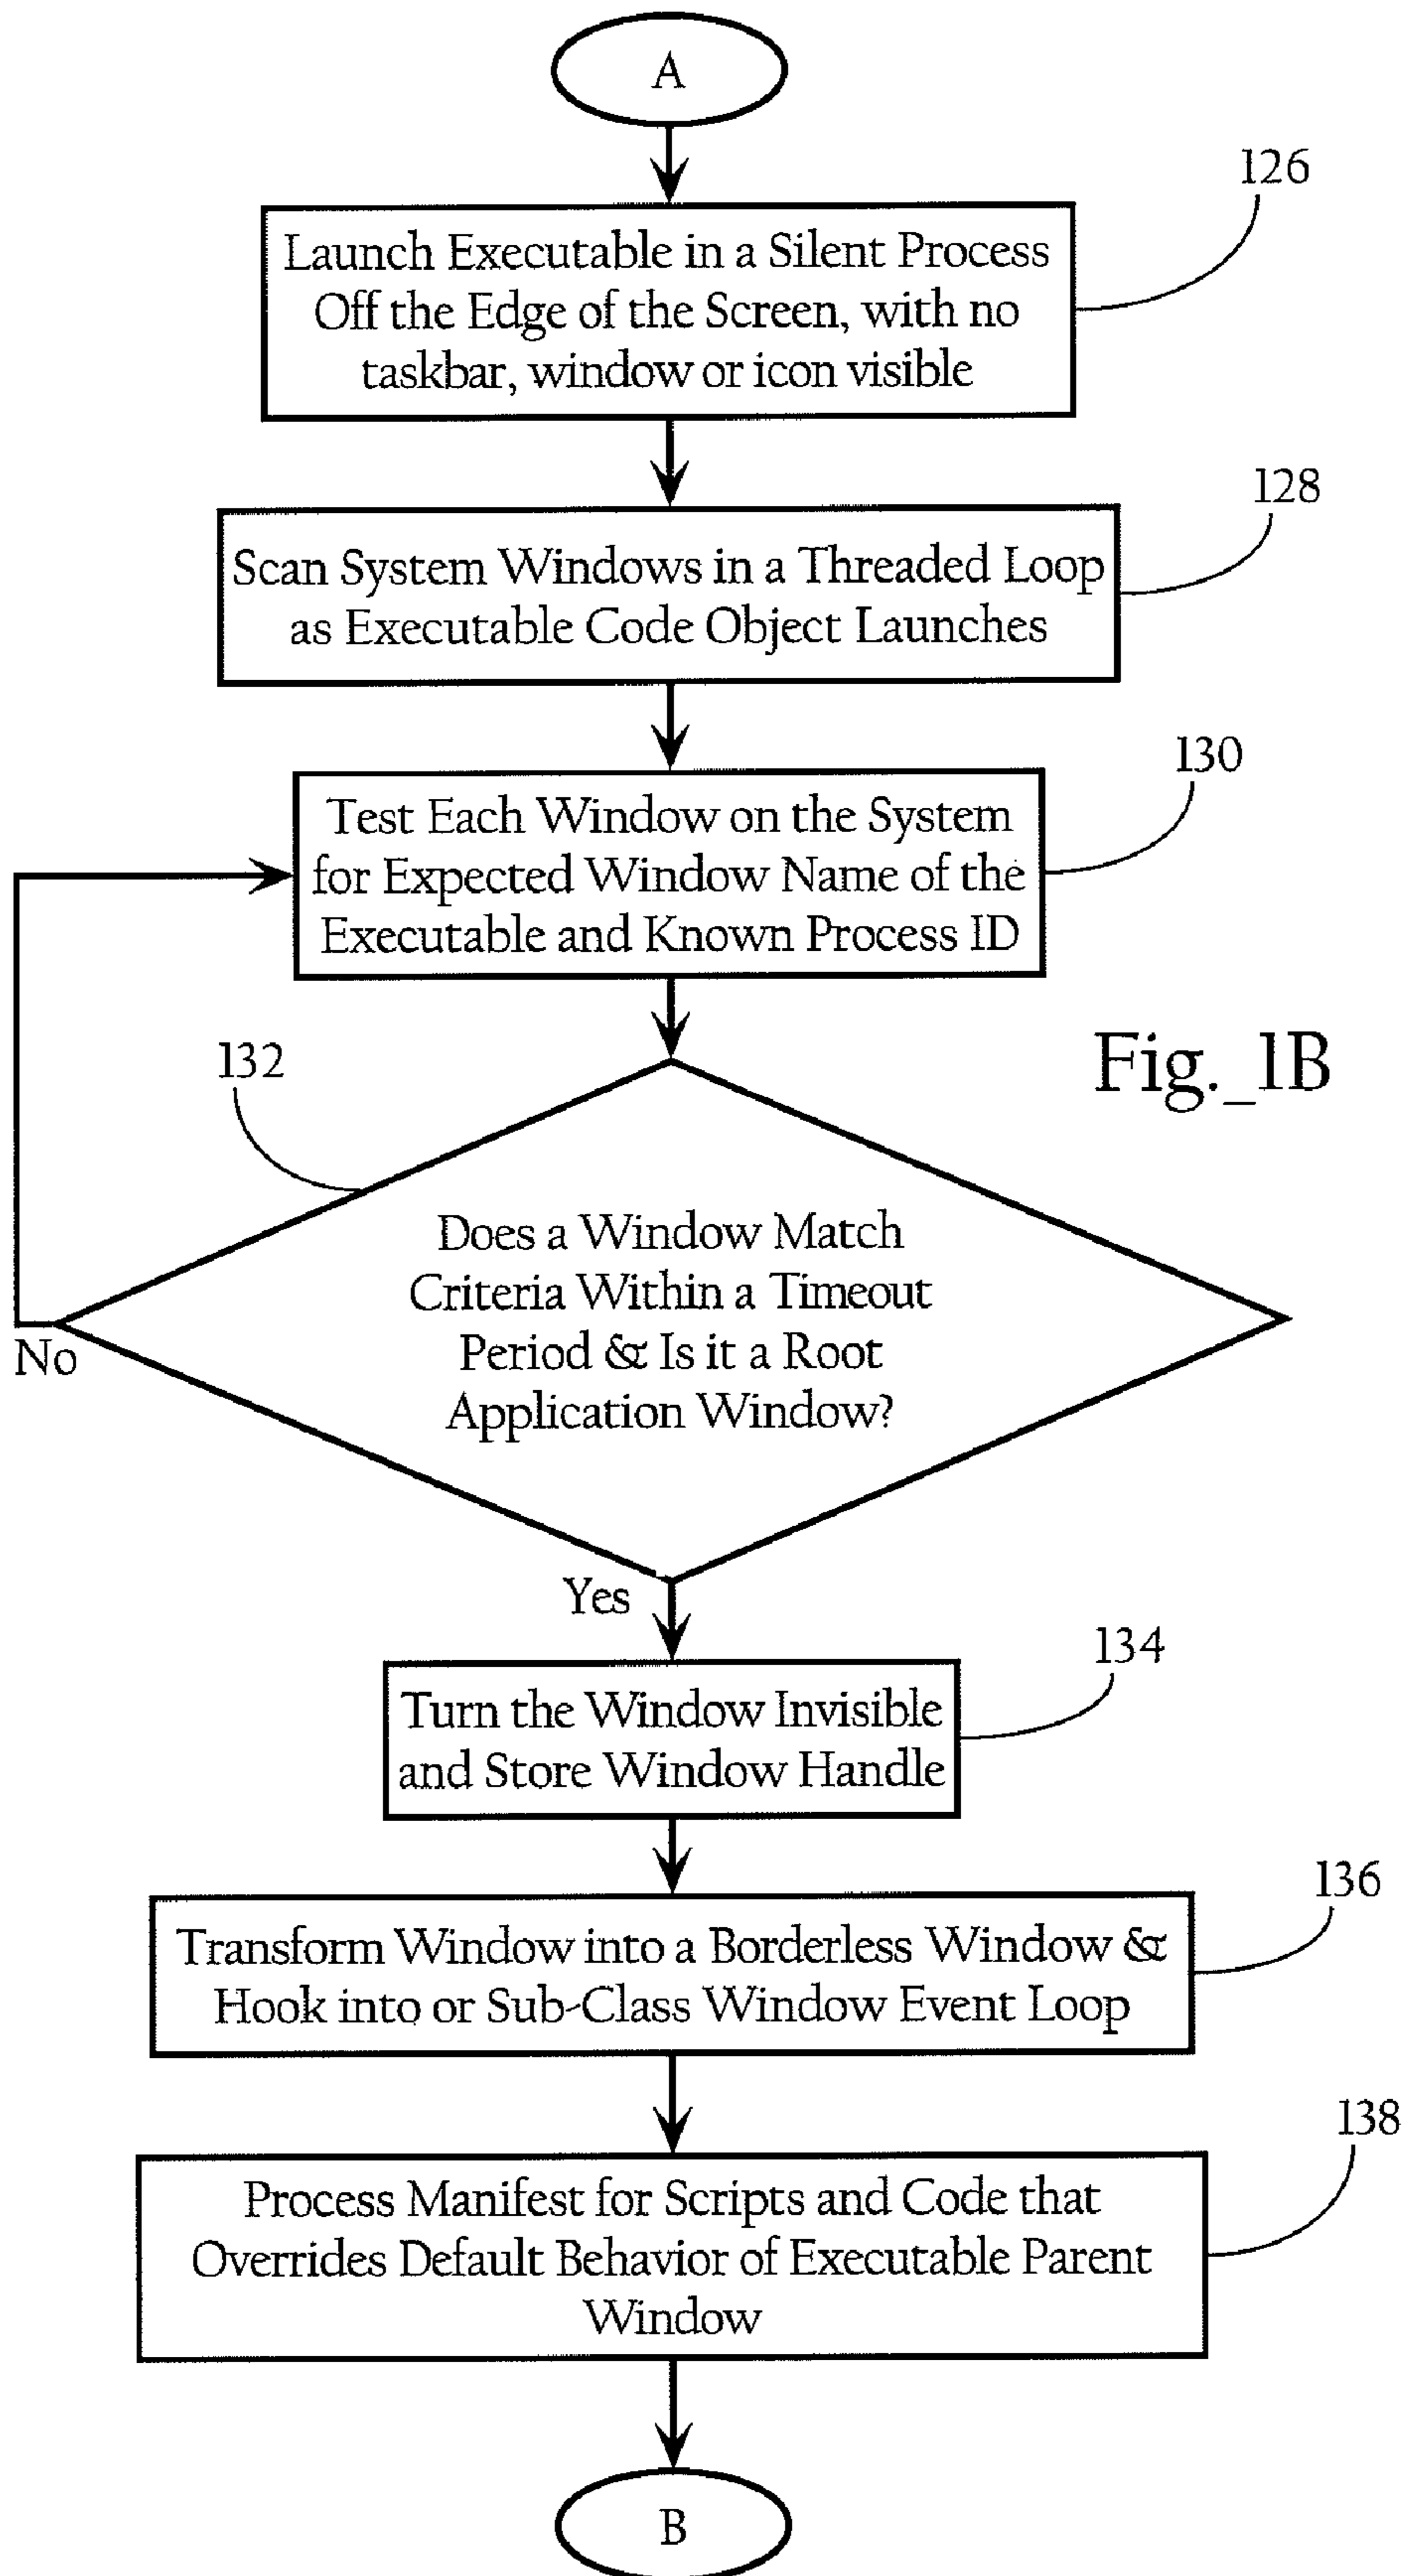 A
126
Launch Executable in a Silent Process
Off the Edge of the Screen, with no
taskbar, window or icon visible
128
Scan System Windows in a Threaded Loop
as Executable Code Object Launches
130
Test Each Window on the System
for Expected Window Name of the
Executable and Known Process ID
Fig._1B
132
Does a Window Match
Criteria Within a Timeout
Period & Is it a Root
Application Window?
No
Yes
134
Turn the Window Invisible
and Store Window Handle
136
Transform Window into a Borderless Window &
Hook into or Sub-Class Window Event Loop
138
Process Manifest for Scripts and Code that
Overrides Default Behavior of Executable Parent
Window
B